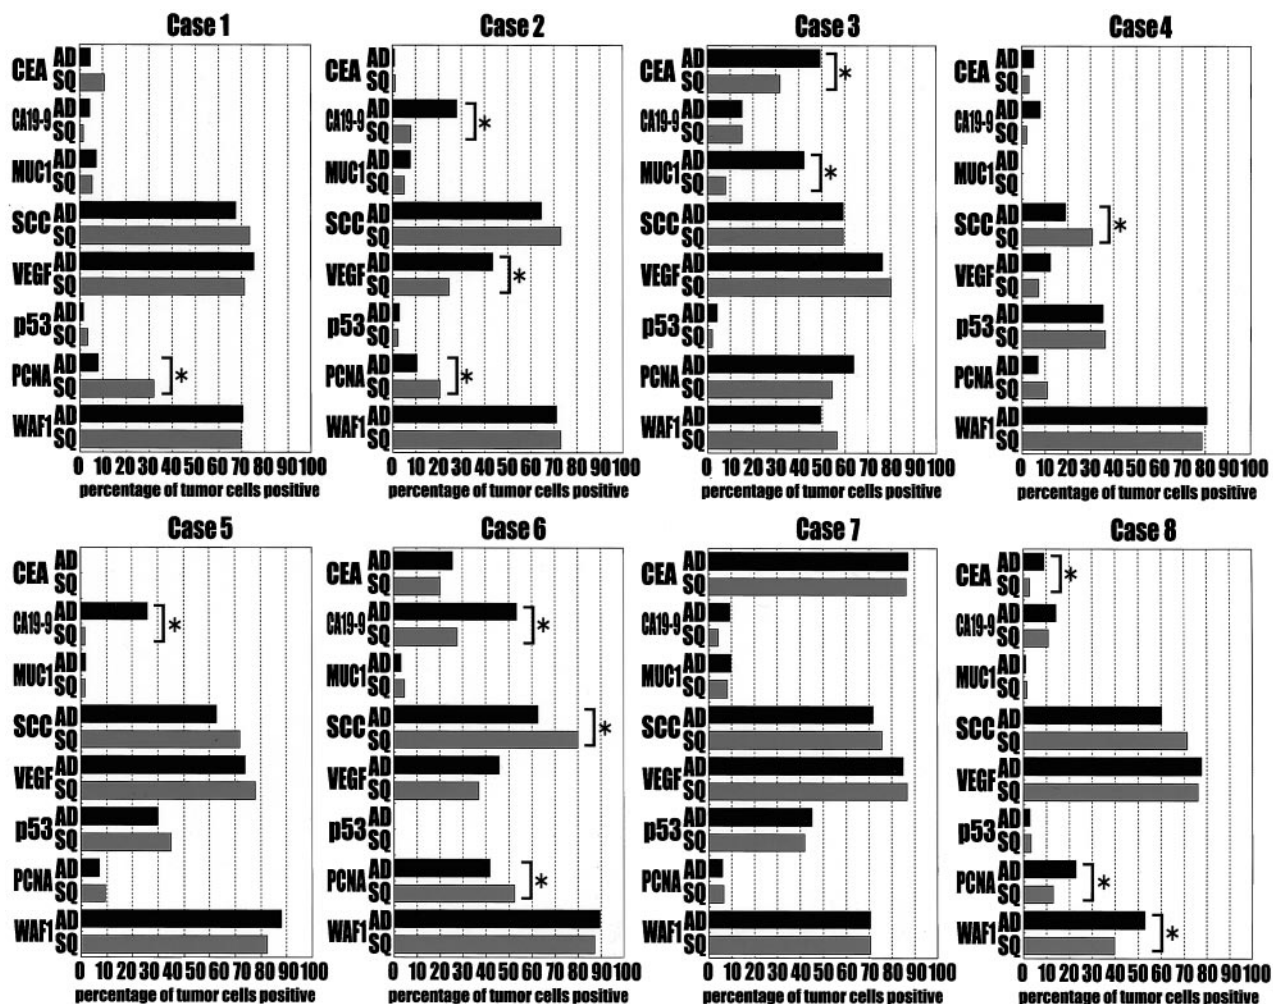 Case 1
CEA AD
SQ
CA19-9 AD
SQ
MUC1 AD
SQ
SCC AD
SQ
VEGF AD
SQ
p53 AD
SQ
PCNA AD
SQ *
WAF1 AD
SQ
0 10 20 30 40 50 60 70 80 90 100
percentage of tumor cells positive
Case 2
CEA AD
SQ
CA19-9 AD
SQ *
MUC1 AD
SQ
SCC AD
SQ
VEGF AD
SQ *
p53 AD
SQ
PCNA AD
SQ *
WAF1 AD
SQ
0 10 20 30 40 50 60 70 80 90 100
percentage of tumor cells positive
Case 3
CEA AD
SQ *
CA19-9 AD
SQ
MUC1 AD
SQ *
SCC AD
SQ
VEGF AD
SQ
p53 AD
SQ
PCNA AD
SQ
WAF1 AD
SQ
0 10 20 30 40 50 60 70 80 90 100
percentage of tumor cells positive
Case 4
CEA AD
SQ
CA19-9 AD
SQ
MUC1 AD
SQ
SCC AD
SQ *
VEGF AD
SQ
p53 AD
SQ
PCNA AD
SQ
WAF1 AD
SQ
0 10 20 30 40 50 60 70 80 90 100
percentage of tumor cells positive
Case 5
CEA AD
SQ
CA19-9 AD
SQ *
MUC1 AD
SQ
SCC AD
SQ
VEGF AD
SQ
p53 AD
SQ
PCNA AD
SQ
WAF1 AD
SQ
0 10 20 30 40 50 60 70 80 90 100
percentage of tumor cells positive
Case 6
CEA AD
SQ
CA19-9 AD
SQ *
MUC1 AD
SQ
SCC AD
SQ *
VEGF AD
SQ
p53 AD
SQ
PCNA AD
SQ *
WAF1 AD
SQ
0 10 20 30 40 50 60 70 80 90 100
percentage of tumor cells positive
Case 7
CEA AD
SQ
CA19-9 AD
SQ
MUC1 AD
SQ
SCC AD
SQ
VEGF AD
SQ
p53 AD
SQ
PCNA AD
SQ
WAF1 AD
SQ
0 10 20 30 40 50 60 70 80 90 100
percentage of tumor cells positive
Case 8
CEA AD
SQ *
CA19-9 AD
SQ
MUC1 AD
SQ
SCC AD
SQ
VEGF AD
SQ
p53 AD
SQ
PCNA AD
SQ *
WAF1 AD
SQ *
0 10 20 30 40 50 60 70 80 90 100
percentage of tumor cells positive